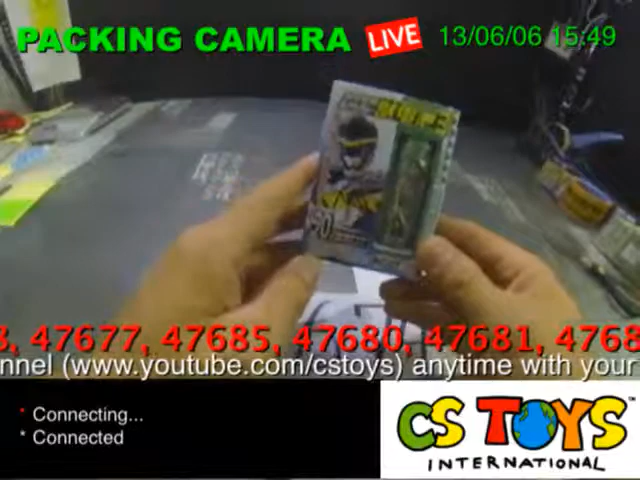 PACKING CAMERA LIVE 13/06/06 15:49
47677, 47685, 47680, 47681, 4768
nnel (www.youtube.com/cstoys) anytime with your
* Connecting...
* Connected
CS TOYS
INTERNATIONAL